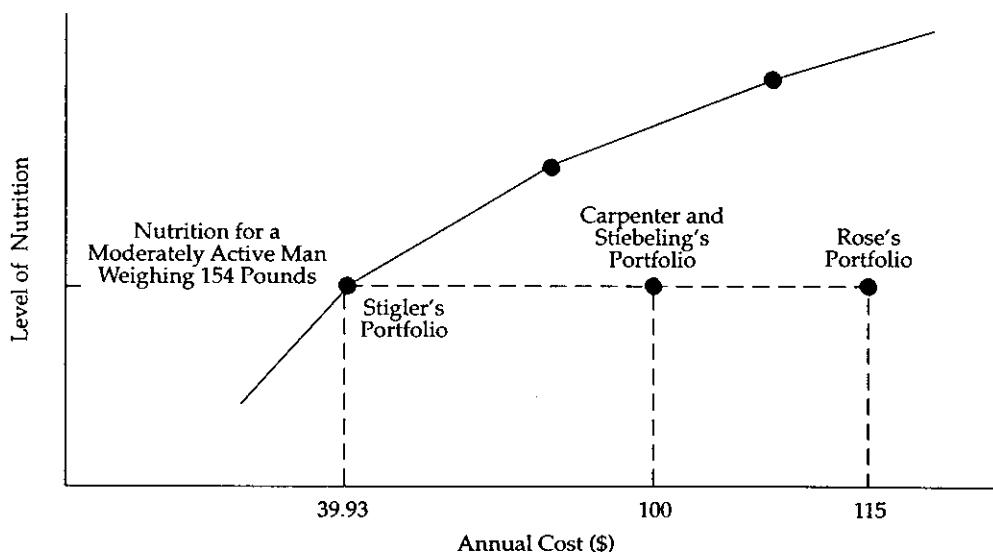 Level of Nutrition
Nutrition for a
Moderately Active Man
Weighing 154 Pounds
Stigler's
Portfolio
Carpenter and
Stiebeling's
Portfolio
Rose's
Portfolio
39.93
100
115
Annual Cost ($)